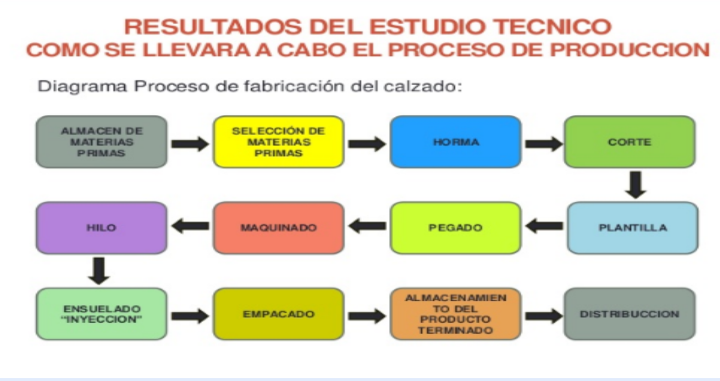 RESULTADOS DEL ESTUDIO TECNICO
COMO SE LLEVARA A CABO EL PROCESO DE PRODUCCION
Diagrama Proceso de fabricación del calzado:
ALMACEN DE
MATERIAS
PRIMAS
SELECCIÓN DE
MATERIAS
PRIMAS
HORMA
CORTE
PLANTILLA
PEGADO
MAQUINADO
HILO
ENSUELADO
"INYECCION"
EMPACADO
ALMACENAMIEN
TO DEL
PRODUCTO
TERMINADO
DISTRIBUCCION